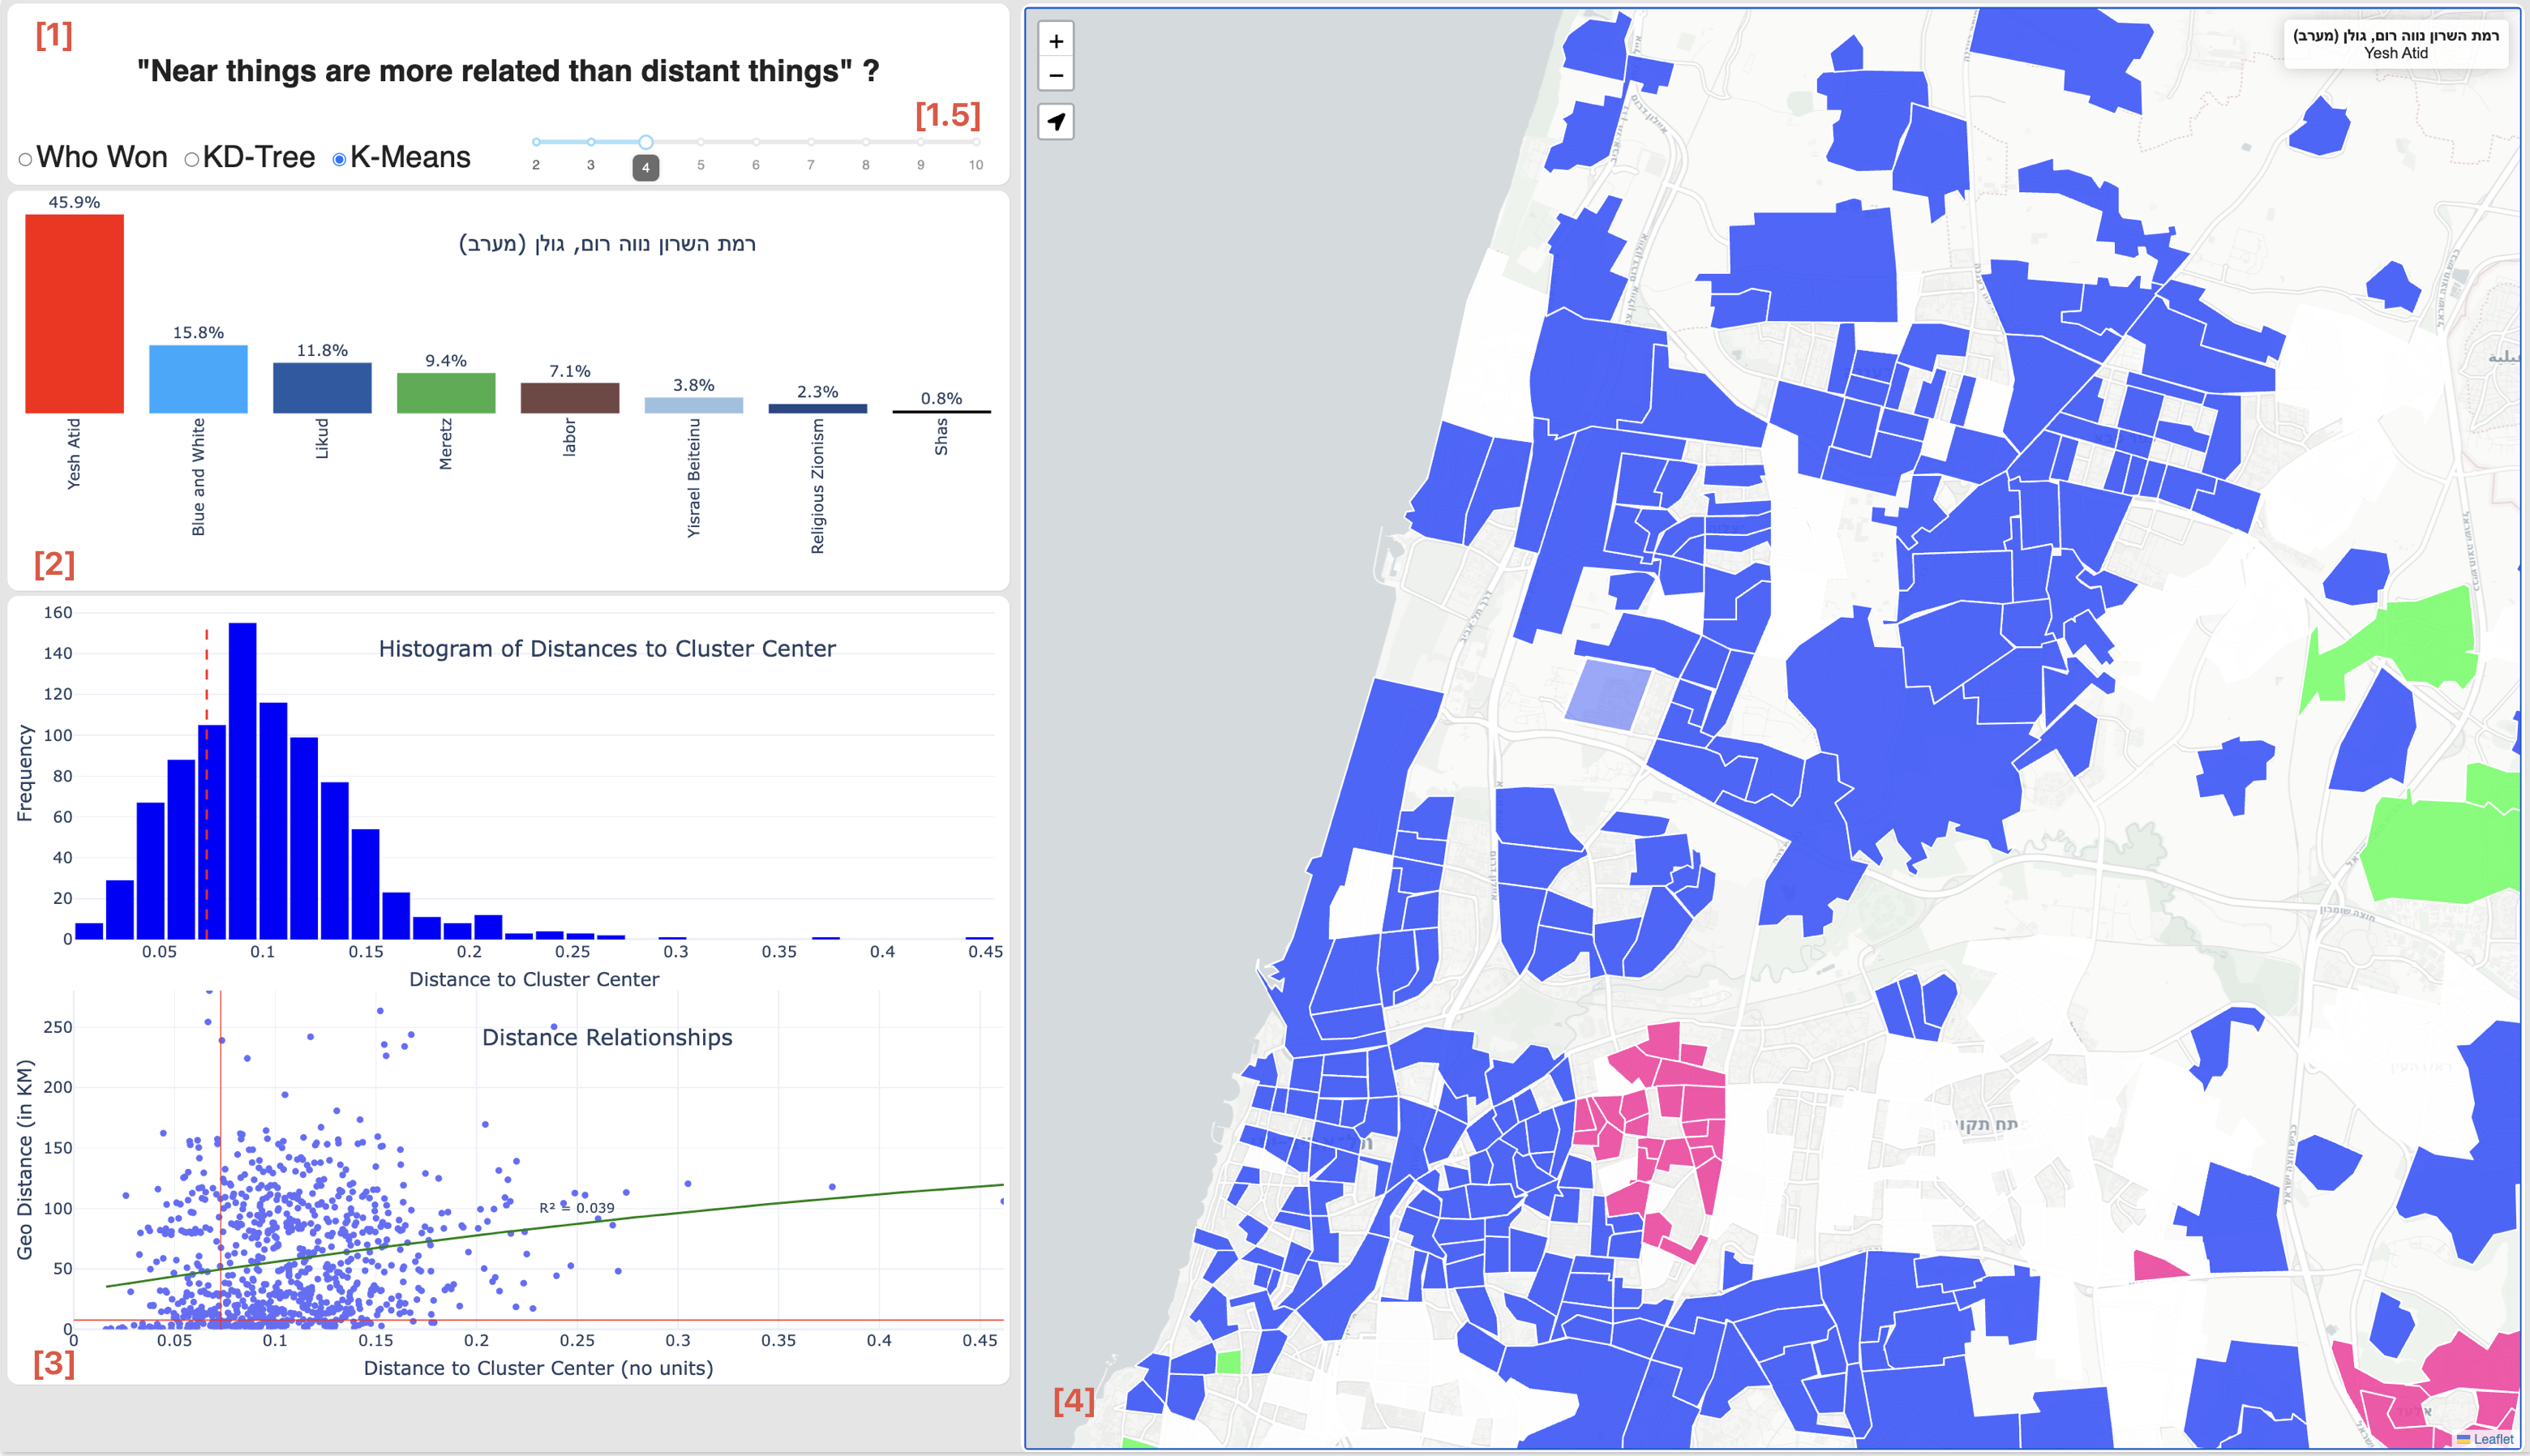 [1]
"Near things are more related than distant things" ?
[1.5]
Who Won KD-Tree K-Means
2 3 4 5 6 7 8 9 10
45.9%
15.8%
11.8%
9.4%
7.1%
3.8%
2.3%
0.8%
רמת השרון נווה רום, גולן (מערב)
Yesh Atid
Blue and White
Likud
Meretz
labor
Yisrael Beiteinu
Religious Zionism
Shas
[2]
Histogram of Distances to Cluster Center
Frequency
160
140
120
100
80
60
40
20
0
0.05 0.1 0.15 0.2 0.25 0.3 0.35 0.4 0.45
Distance to Cluster Center
Distance Relationships
Geo Distance (in KM)
250
200
150
100
50
0
R² = 0.039
0 0.05 0.1 0.15 0.2 0.25 0.3 0.35 0.4 0.45
Distance to Cluster Center (no units)
[3]
+
−
רמת השרון נווה רום, גולן (מערב)
Yesh Atid
[4]
Leaflet